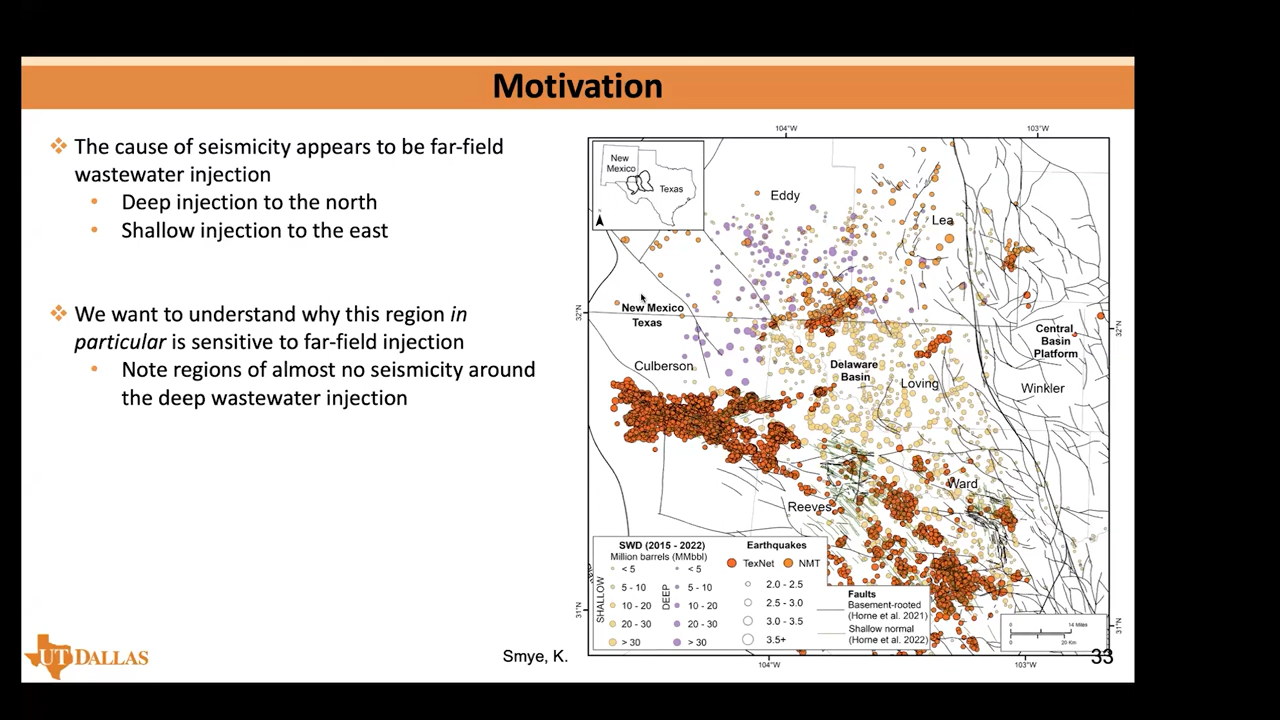 Motivation
The cause of seismicity appears to be far-field
wastewater injection
Deep injection to the north
Shallow injection to the east
We want to understand why this region in
particular is sensitive to far-field injection
Note regions of almost no seismicity around
the deep wastewater injection
104°W
103°W
New
Mexico
Texas
Eddy
Lea
32°N
New Mexico
Texas
32°N
Central
Basin
Platform
Culberson
Delaware
Basin
Loving
Winkler
Ward
Reeves
SWD (2015 - 2022)
Million barrels (MMbbl)
SHALLOW
< 5
5 - 10
10 - 20
20 - 30
> 30
DEEP
< 5
5 - 10
10 - 20
20 - 30
> 30
Earthquakes
TexNet
NMT
2.0 - 2.5
2.5 - 3.0
3.0 - 3.5
3.5+
Faults
Basement-rooted
(Horne et al. 2021)
Shallow normal
(Horne et al. 2022)
0
14 Miles
0
20 Km
31°N
31°N
104°W
103°W
UT DALLAS
Smye, K.
33